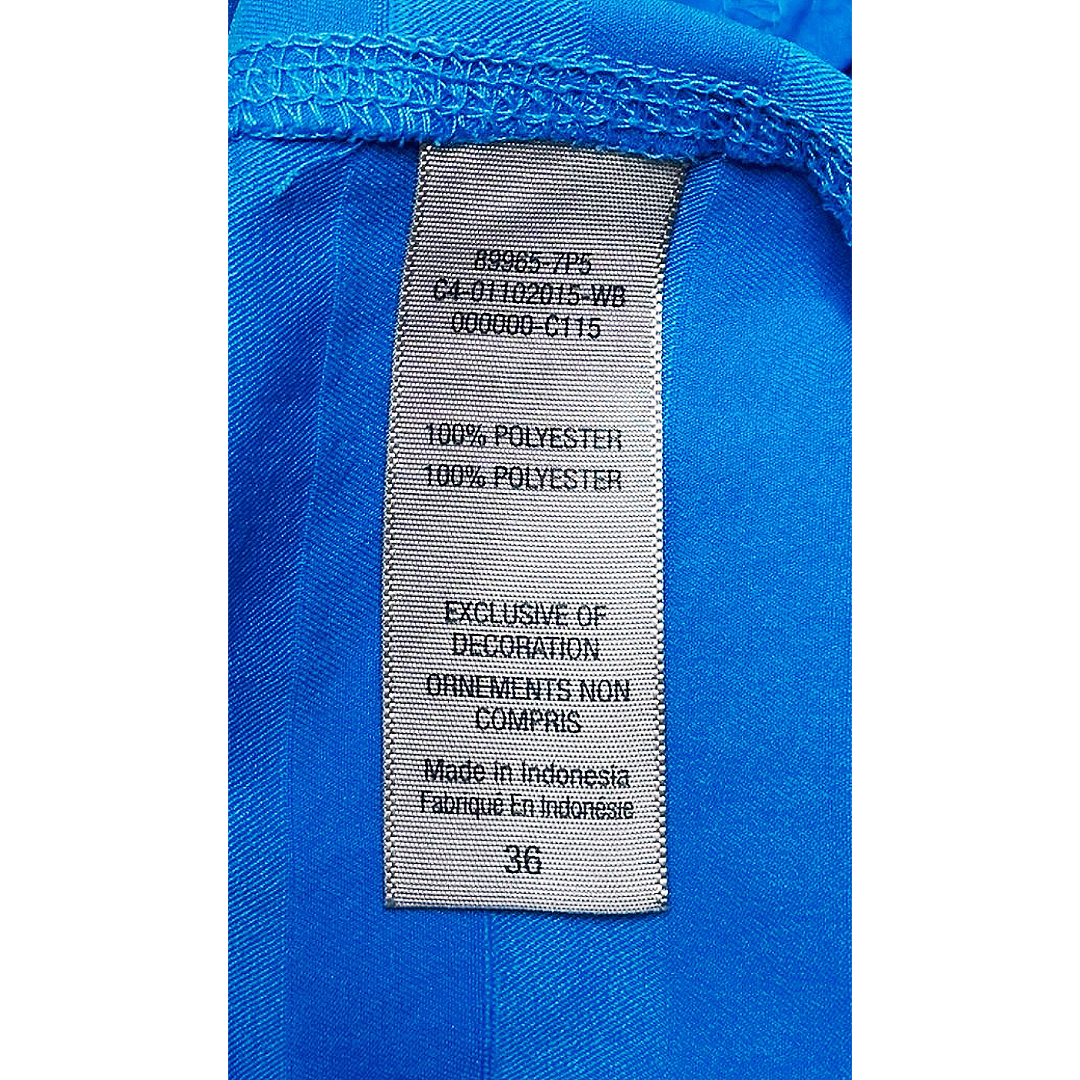 89965-7P5
C4-01102015-WB
000000-C115
100% POLYESTER
100% POLYESTER
EXCLUSIVE OF
DECORATION
ORNEMENTS NON
COMPRIS
Made in Indonesia
Fabriqué En Indonesie
36